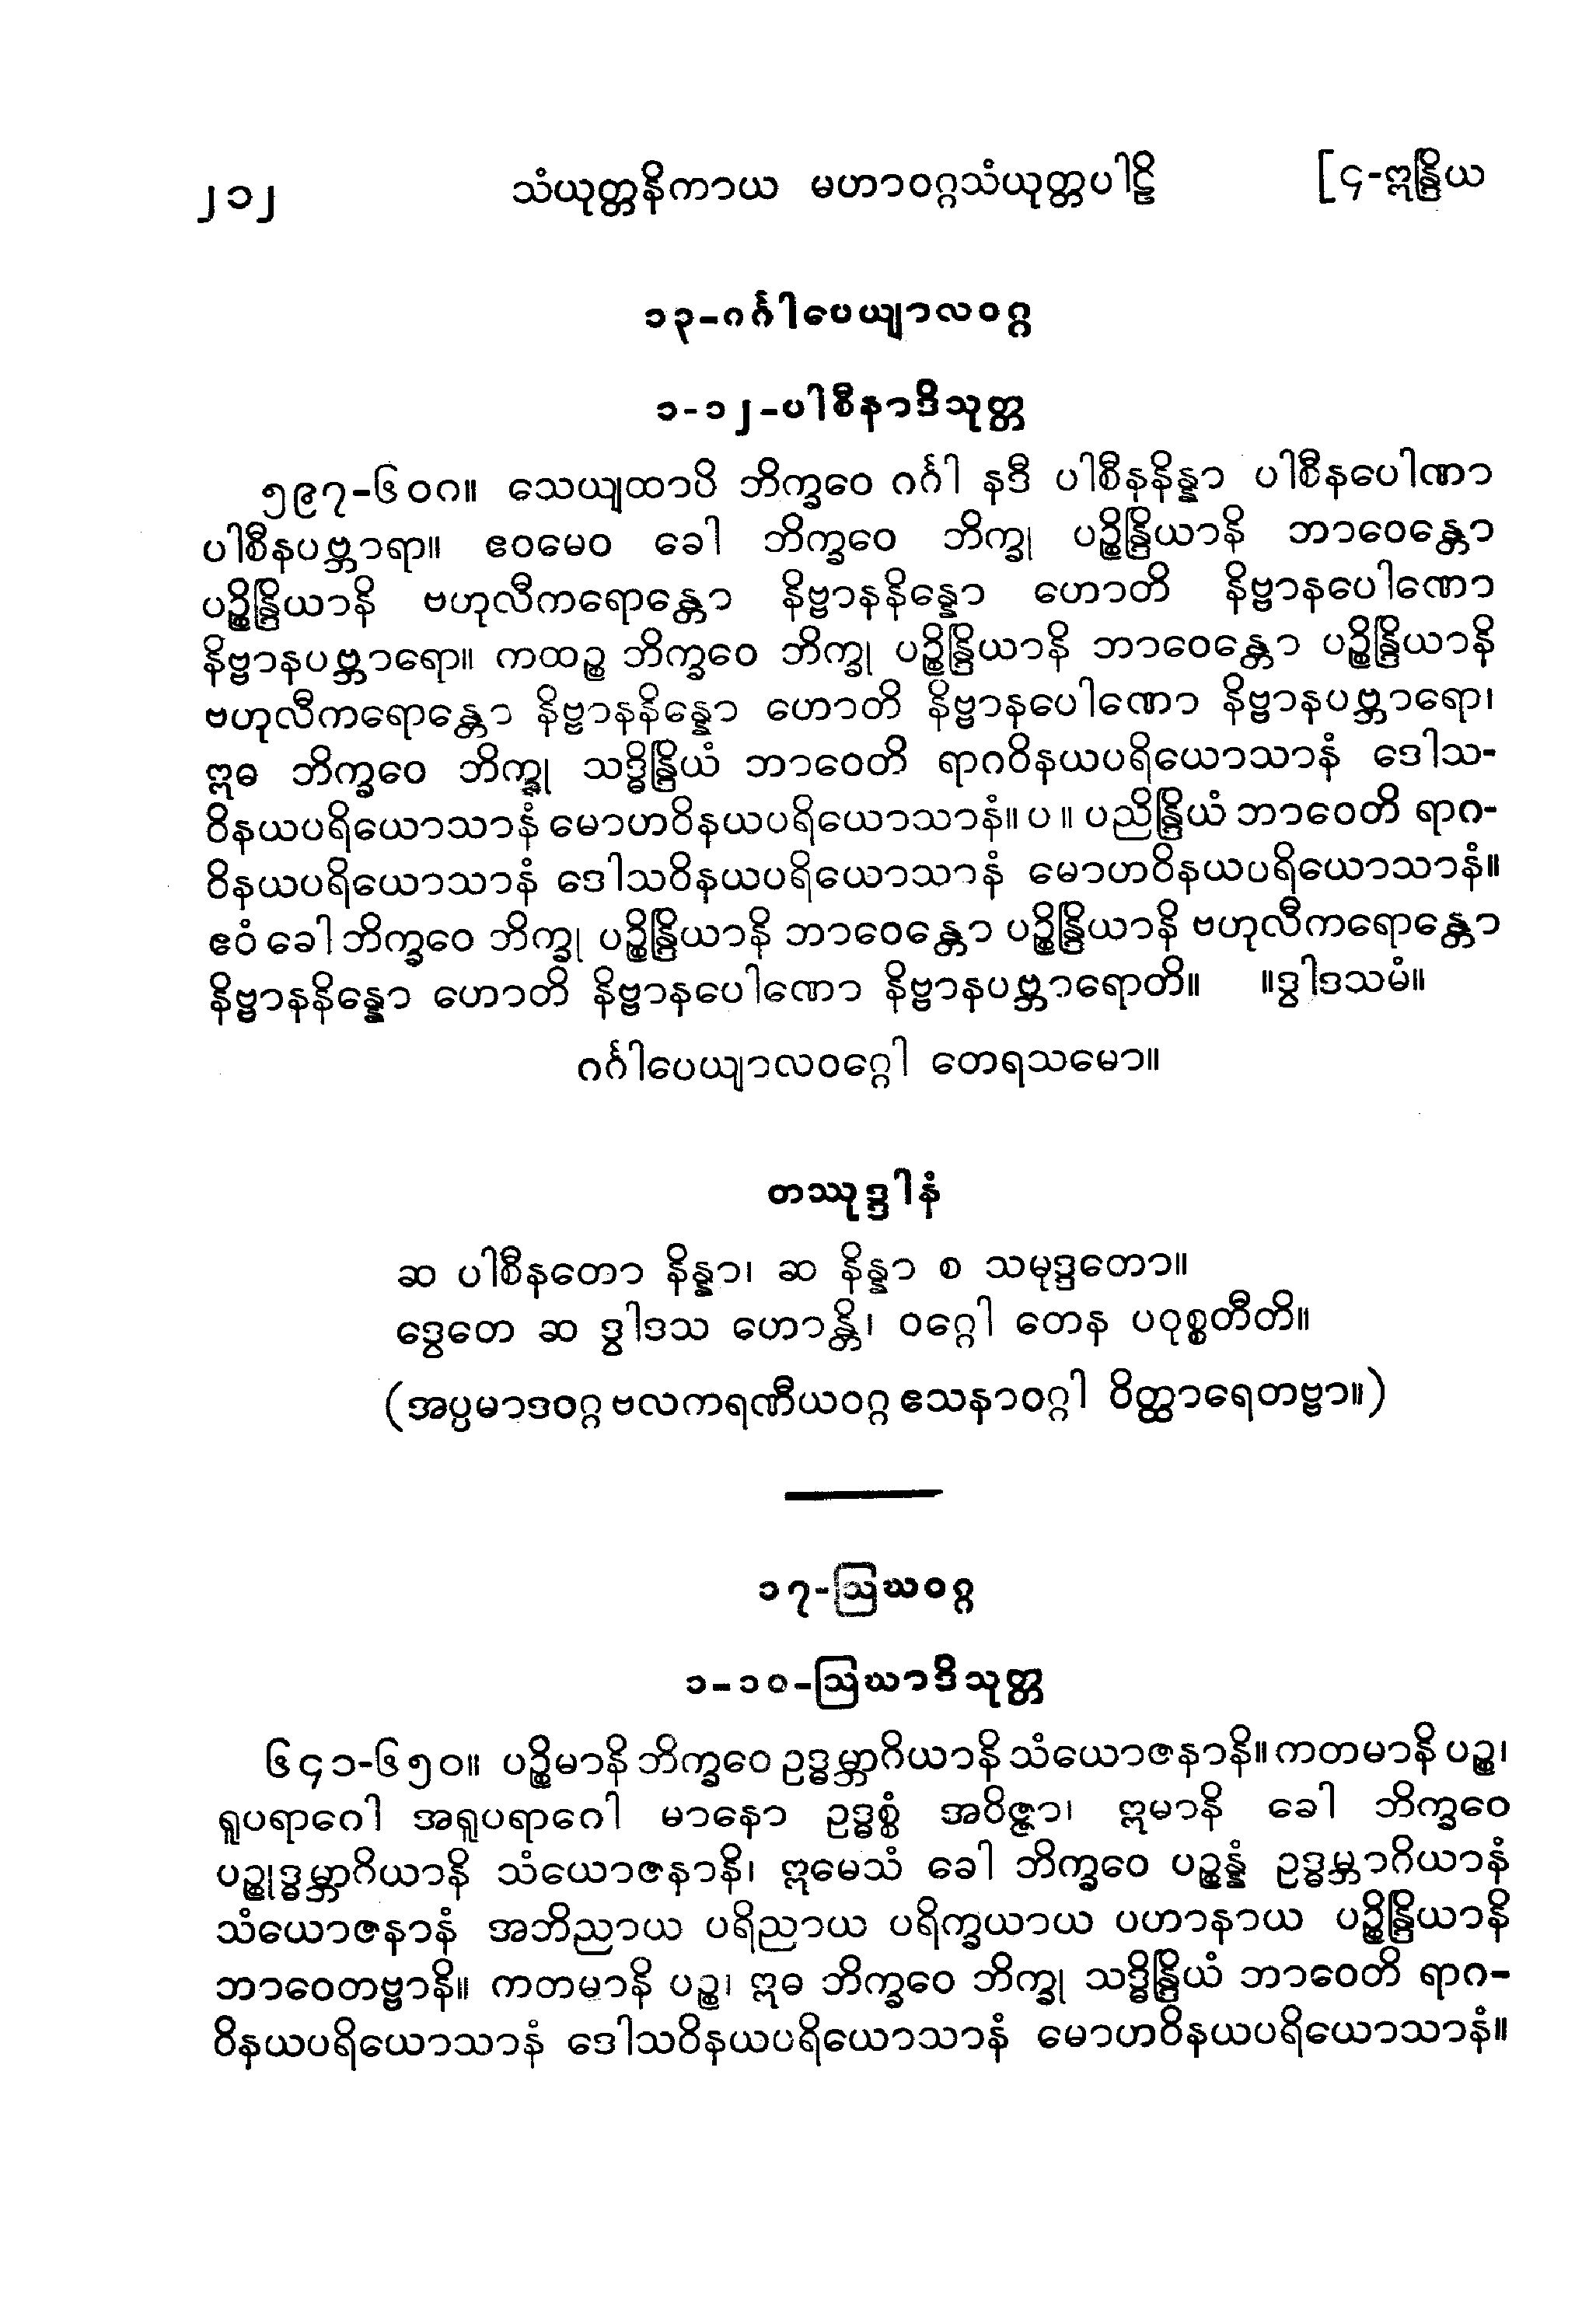 ၂၁၂ သံယုတ္တနိကာယ မဟာဝဂ္ဂသံယုတ္တပါဠိ [၄-ဣန္ဒြိယ
၁၃-ဂင်္ဂါပေယျာလဝဂ္ဂ
၁-၁၂-ပါစီနာဒိသုတ္တ
၅၉၇-၆၀ဂ။ သေယျထာပိ ဘိက္ခဝေ ဂင်္ဂါ နဒီ ပါစီနနိန္နာ ပါစီနပေါဏာ
ပါစီနပဗ္ဘာရာ။ ဧဝမေဝ ခေါ ဘိက္ခဝေ ဘိက္ခု ပဉ္စိန္ဒြိယာနိ ဘာဝေန္တော
ပဉ္စိန္ဒြိယာနိ ဗဟုလီကရောန္တော နိဗ္ဗာနနိန္နော ဟောတိ နိဗ္ဗာနပေါဏော
နိဗ္ဗာနပဗ္ဘာရော။ ကထဉ္စ ဘိက္ခဝေ ဘိက္ခု ပဉ္စိန္ဒြိယာနိ ဘာဝေန္တော ပဉ္စိန္ဒြိယာနိ
ဗဟုလီကရောန္တော နိဗ္ဗာနနိန္နော ဟောတိ နိဗ္ဗာနပေါဏော နိဗ္ဗာနပဗ္ဘာရော၊
ဣဓ ဘိက္ခဝေ ဘိက္ခု သဒ္ဓိန္ဒြိယံ ဘာဝေတိ ရာဂဝိနယပရိယောသာနံ ဒေါသ-
ဝိနယပရိယောသာနံ မောဟဝိနယပရိယောသာနံ။ ပ ။ ပညိန္ဒြိယံ ဘာဝေတိ ရာဂ-
ဝိနယပရိယောသာနံ ဒေါသဝိနယပရိယောသာနံ မောဟဝိနယပရိယောသာနံ။
ဧဝံ ခေါ ဘိက္ခဝေ ဘိက္ခု ပဉ္စိန္ဒြိယာနိ ဘာဝေန္တော ပဉ္စိန္ဒြိယာနိ ဗဟုလီကရောန္တော
နိဗ္ဗာနနိန္နော ဟောတိ နိဗ္ဗာနပေါဏော နိဗ္ဗာနပဗ္ဘာရောတိ။ ။ဒွါဒသမံ။
ဂင်္ဂါပေယျာလဝဂ္ဂေါ တေရသမော။
တဿုဒ္ဒါနံ
ဆ ပါစီနတော နိန္နာ၊ ဆ နိန္နာ စ သမုဒ္ဒတော။
ဒွေတေ ဆ ဒွါဒသ ဟောန္တိ၊ ဝဂ္ဂေါ တေန ပဝုစ္စတီတိ။
(အပ္ပမာဒဝဂ္ဂ ဗလကရဏီယဝဂ္ဂ ဧသနာဝဂ္ဂါ ဝိတ္ထာရေတဗ္ဗာ။)
၁၇-ဩဃဝဂ္ဂ
၁-၁၀-ဩဃာဒိသုတ္တ
၆၄၁-၆၅၀။ ပဉ္စိမာနိ ဘိက္ခဝေ ဥဒ္ဓမ္ဘာဂိယာနိ သံယောဇနာနိ။ ကတမာနိ ပဉ္စ၊
ရူပရာဂေါ အရူပရာဂေါ မာနော ဥဒ္ဓစ္စံ အဝိဇ္ဇာ၊ ဣမာနိ ခေါ ဘိက္ခဝေ
ပဉ္စုဒ္ဓမ္ဘာဂိယာနိ သံယောဇနာနိ၊ ဣမေသံ ခေါ ဘိက္ခဝေ ပဉ္စန္နံ ဥဒ္ဓမ္ဘာဂိယာနံ
သံယောဇနာနံ အဘိညာယ ပရိညာယ ပရိက္ခယာယ ပဟာနာယ ပဉ္စိန္ဒြိယာနိ
ဘာဝေတဗ္ဗာနိ။ ကတမာနိ ပဉ္စ၊ ဣဓ ဘိက္ခဝေ ဘိက္ခု သဒ္ဓိန္ဒြိယံ ဘာဝေတိ ရာဂ-
ဝိနယပရိယောသာနံ ဒေါသဝိနယပရိယောသာနံ မောဟဝိနယပရိယောသာနံ။